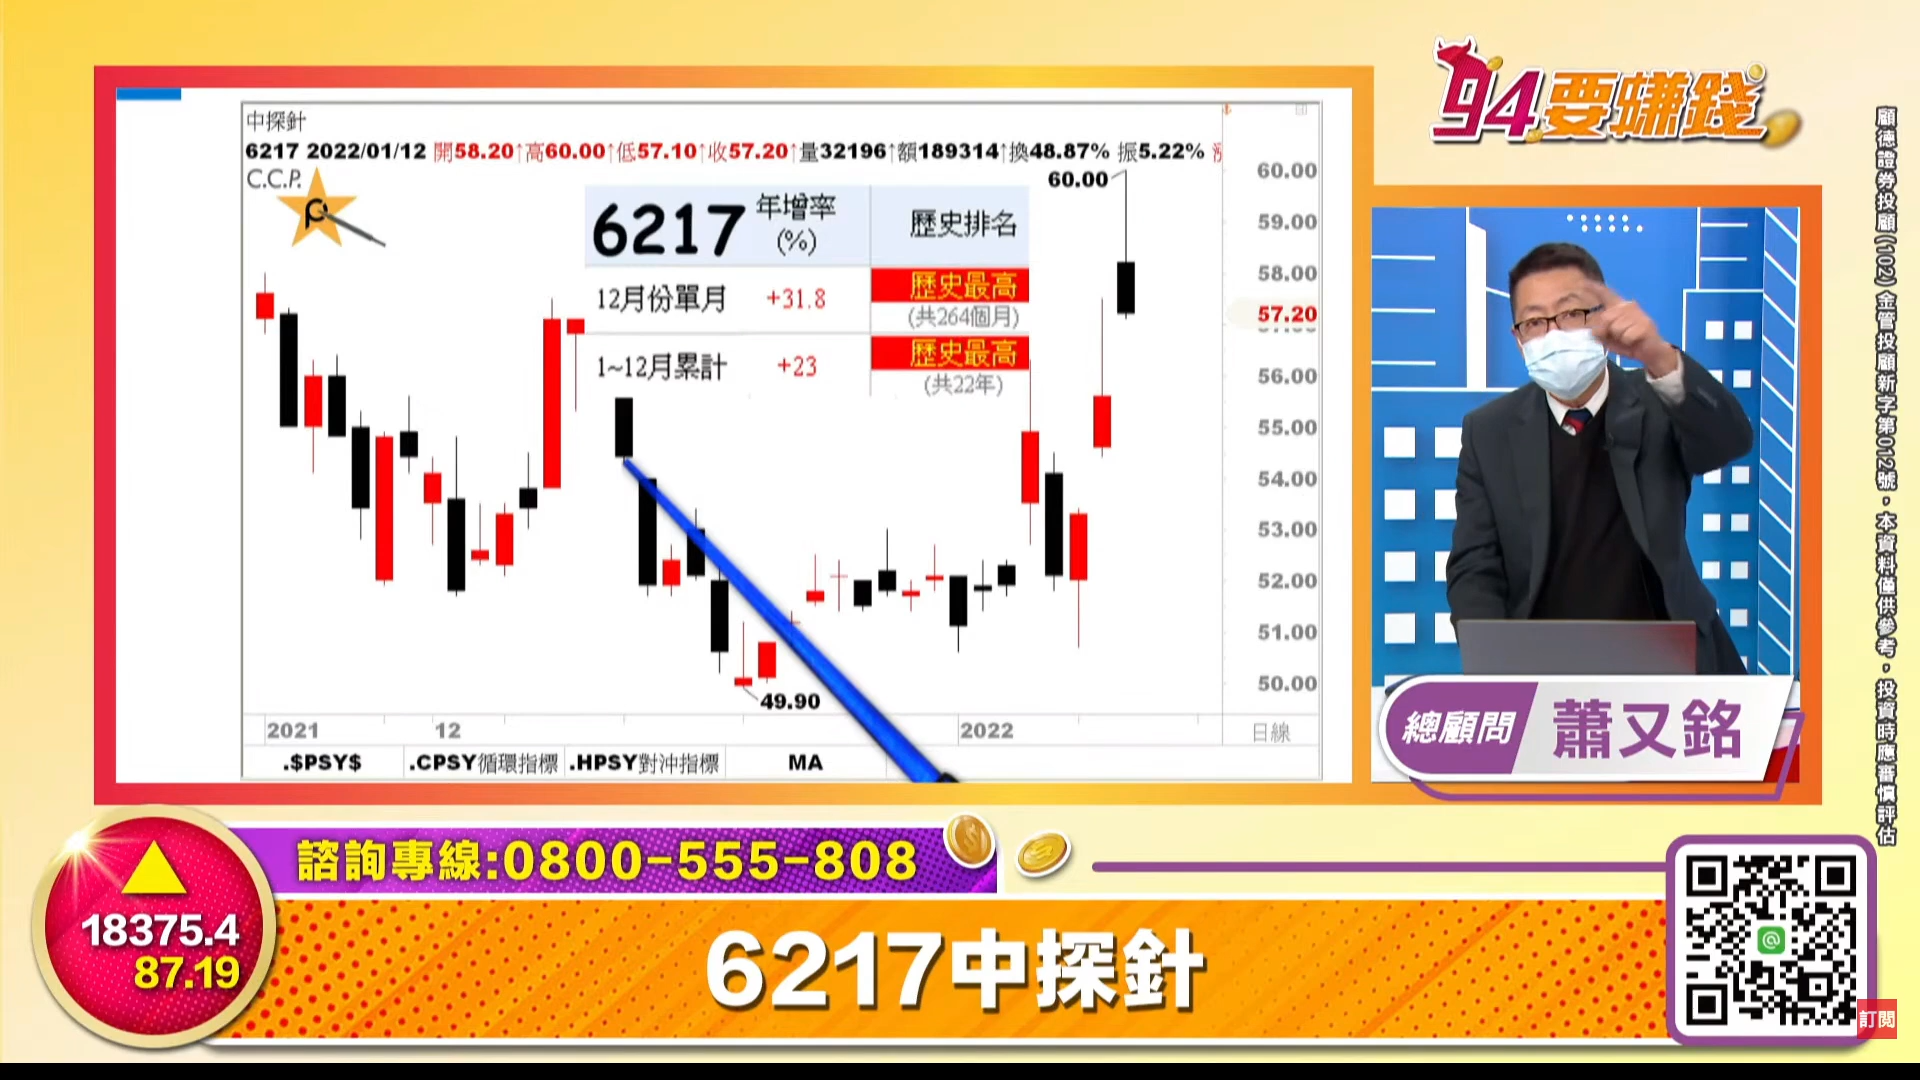 94要賺錢
中探針
6217 2022/01/12 開58.20↑高60.00↑低57.10↑收57.20↑量32196↑額189314↑換48.87% 振5.22%
C.C.P.
60.00
6217 年增率(%) 歷史排名
12月份單月 +31.8 歷史最高
(共264個月)
1~12月累計 +23 歷史最高
(共22年)
49.90
60.00
59.00
58.00
57.20
56.00
55.00
54.00
53.00
52.00
51.00
50.00
2021 12 2022 日線
.$PSY$ .CPSY循環指標 .HPSY對沖指標 MA
總顧問 蕭又銘
顧德證券投顧(102)金管投顧新字第012號,本資料僅供參考,投資時應審慎評估
諮詢專線:0800-555-808
18375.4
87.19
6217中探針
訂閱